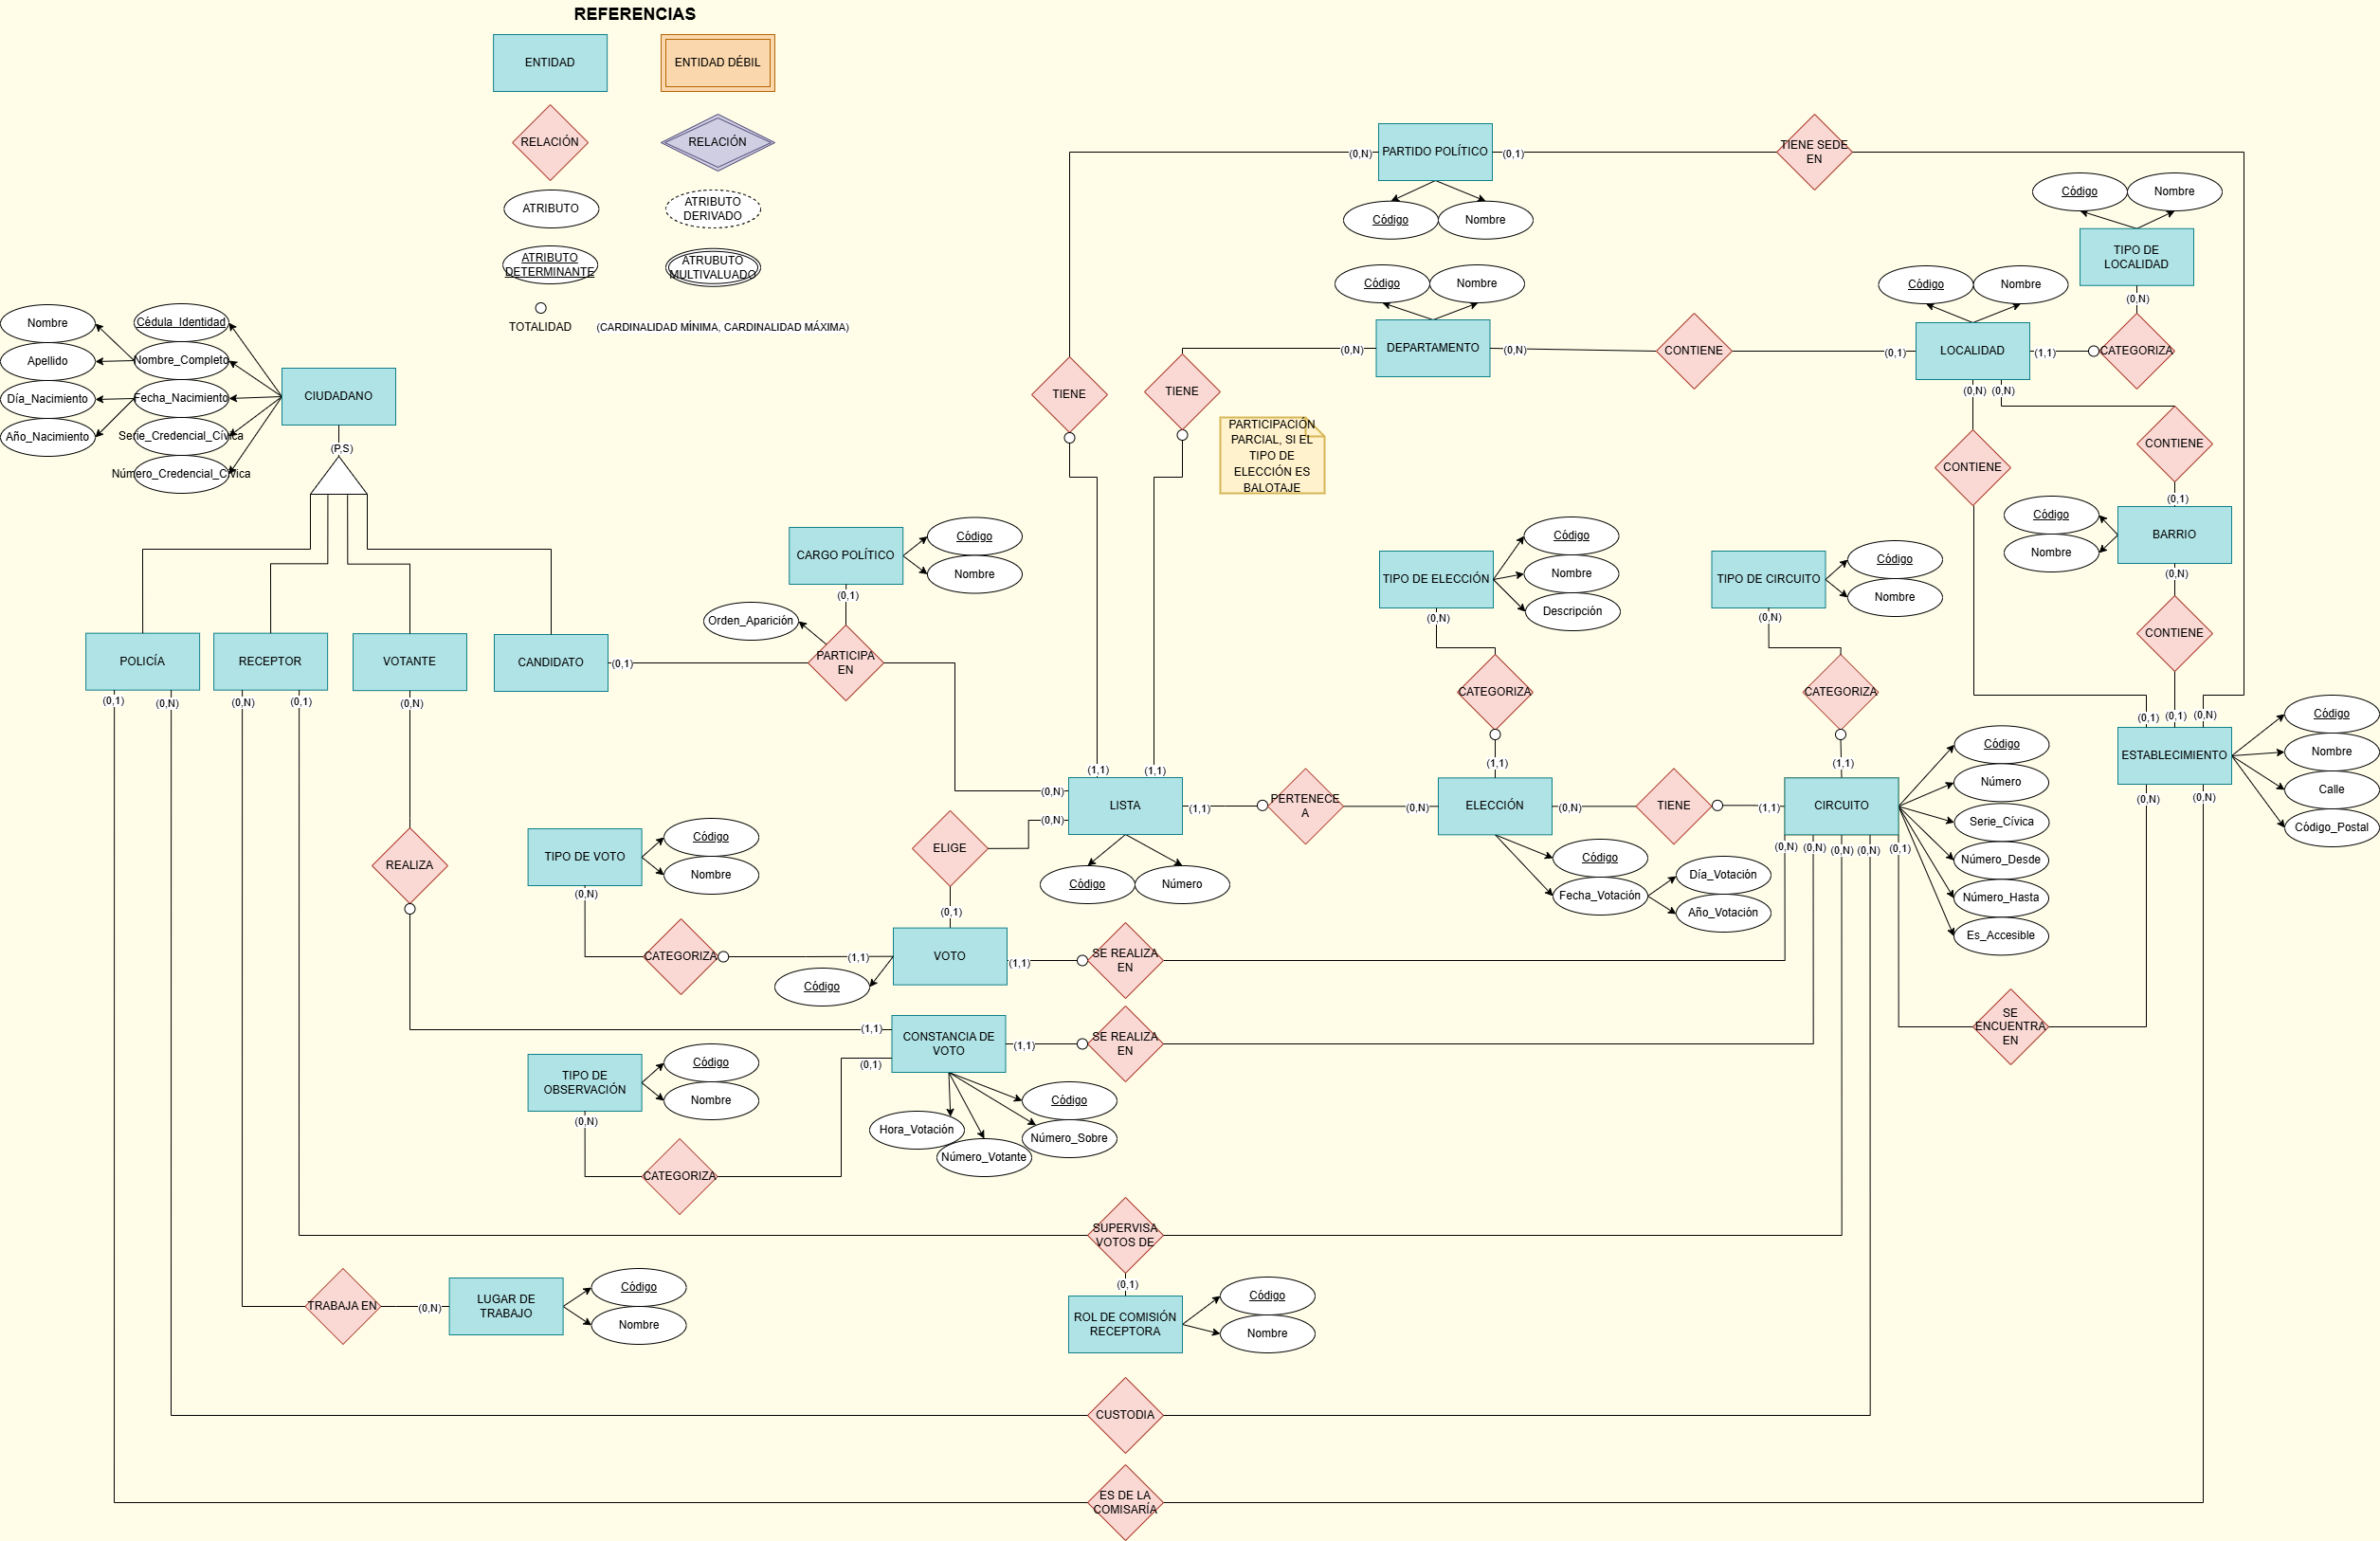 REFERENCIAS
ENTIDAD
ENTIDAD DÉBIL
RELACIÓN
RELACIÓN
ATRIBUTO
ATRIBUTO
DERIVADO
ATRIBUTO
DETERMINANTE
ATRUBUTO
MULTIVALUADO
TOTALIDAD
(CARDINALIDAD MÍNIMA, CARDINALIDAD MÁXIMA)
(0,N)
PARTIDO POLÍTICO
(0,1)
TIENE SEDE
EN
Código
Nombre
Código
Nombre
TIPO DE
LOCALIDAD
(0,N)
Código
Nombre
(0,N)
DEPARTAMENTO
(0,N)
CONTIENE
(0,1)
Código
Nombre
LOCALIDAD
(1,1)
CATEGORIZA
(0,N)
(0,N)
TIENE
TIENE
PARTICIPACIÓN
PARCIAL, SI EL
TIPO DE
ELECCIÓN ES
BALOTAJE
CONTIENE
CONTIENE
(0,1)
Código
Nombre
BARRIO
(0,N)
CONTIENE
Nombre
Cédula_Identidad
Apellido
Nombre_Completo
Día_Nacimiento
Fecha_Nacimiento
Año_Nacimiento
Serie_Credencial_Cívica
Número_Credencial_Cívica
CIUDADANO
(P,S)
CARGO POLÍTICO
Código
Nombre
(0,1)
Orden_Aparición
PARTICIPA
EN
POLICÍA
RECEPTOR
VOTANTE
CANDIDATO
(0,1)
(0,1)
(0,N)
(0,N)
(0,1)
(0,N)
TIPO DE ELECCIÓN
Código
Nombre
Descripción
(0,N)
CATEGORIZA
(1,1)
TIPO DE CIRCUITO
Código
Nombre
(0,N)
CATEGORIZA
(1,1)
(0,1)
(0,1)
(0,N)
ESTABLECIMIENTO
Código
Nombre
Calle
Código_Postal
(0,N)
(0,N)
(1,1)
(1,1)
(0,N)
(0,N)
LISTA
(1,1)
Código
Número
PERTENECE
A
(0,N)
ELECCIÓN
(0,N)
Código
Fecha_Votación
Día_Votación
Año_Votación
TIENE
(1,1)
CIRCUITO
Código
Número
Serie_Cívica
Número_Desde
Número_Hasta
Es_Accesible
(0,N)
(0,N)
(0,N)
(0,N)
(0,1)
REALIZA
TIPO DE VOTO
Código
Nombre
(0,N)
CATEGORIZA
ELIGE
(0,1)
(1,1)
VOTO
(1,1)
Código
SE REALIZA
EN
(1,1)
CONSTANCIA DE
VOTO
(1,1)
(0,1)
SE REALIZA
EN
SE
ENCUENTRA
EN
TIPO DE
OBSERVACIÓN
Código
Nombre
(0,N)
CATEGORIZA
Hora_Votación
Número_Votante
Código
Número_Sobre
SUPERVISA
VOTOS DE
(0,1)
ROL DE COMISIÓN
RECEPTORA
Código
Nombre
TRABAJA EN
(0,N)
LUGAR DE
TRABAJO
Código
Nombre
CUSTODIA
ES DE LA
COMISARÍA